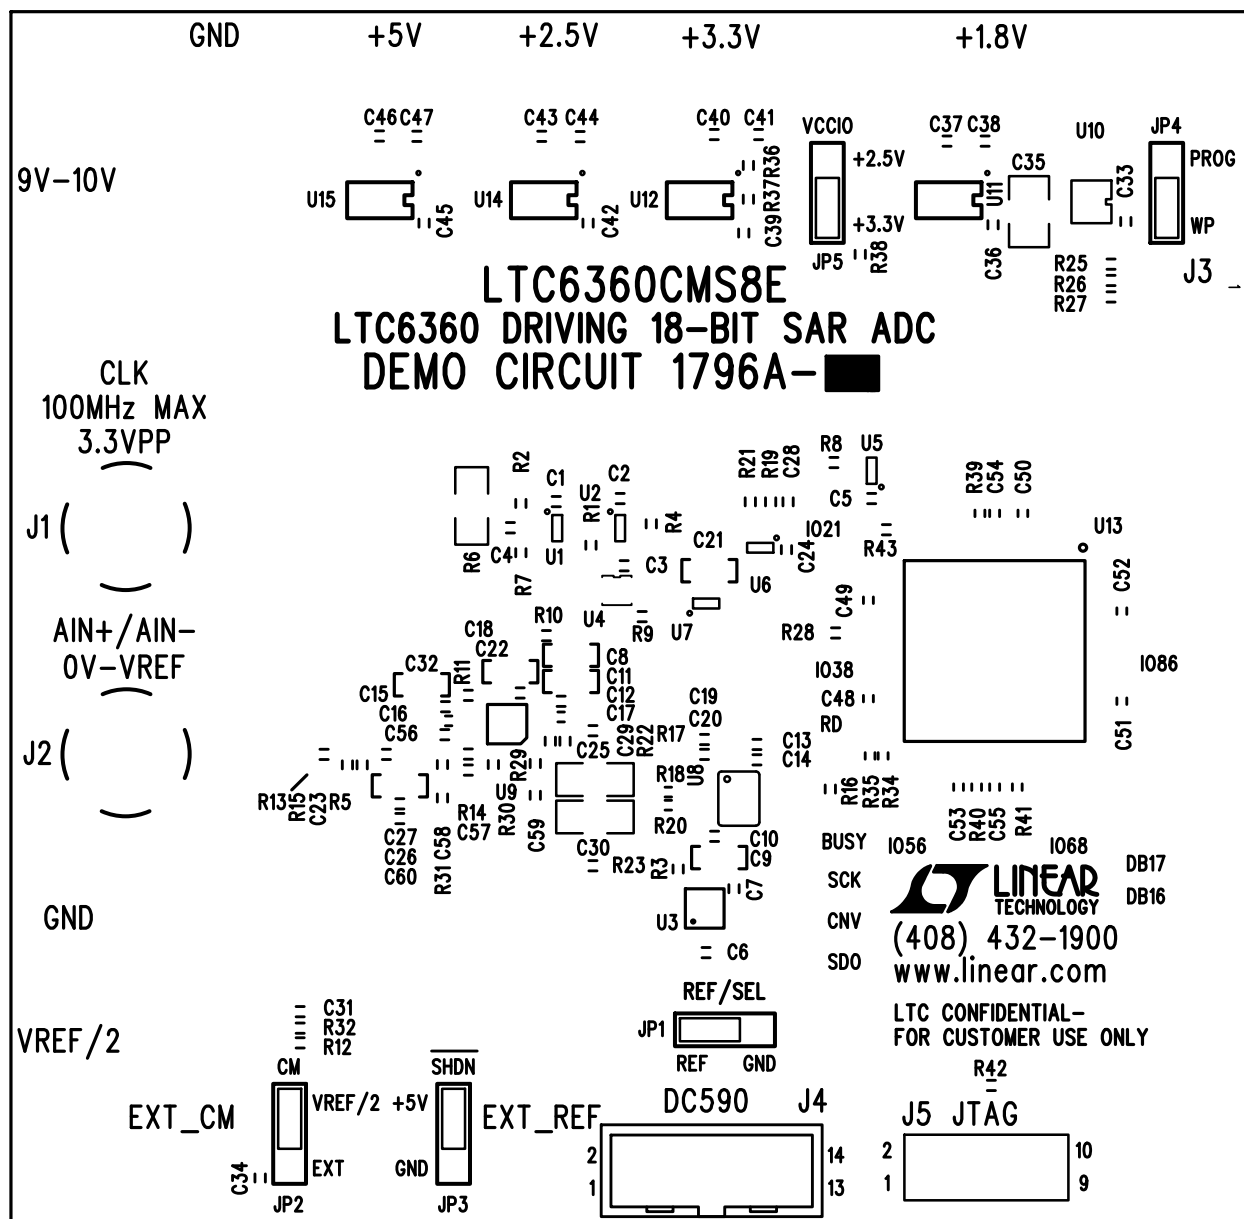 GND +5V +2.5V +3.3V +1.8V
C46 C47 C43 C44 C40 C41 VCCIO C37 C38 U10 JP4
+2.5V C35 PROG
R36
9V-10V
U15 U14 U12 R37 U11 C33
C45 C42 C39 +3.3V WP
JP5 R38 C36 R25 J3
R26
R27
LTC6360CMS8E
LTC6360 DRIVING 18-BIT SAR ADC
DEMO CIRCUIT 1796A-
CLK
100MHz MAX
3.3VPP
J1
R2 C1 C2 R21 R19 C28 R8 U5
U2 R12 R4 C5 R39 C54 C50
R6 C4 U1 C21 IO21 R43 U13
R7 C3 C24 U6 C52
U4 R9 U7 C49
AIN+/AIN-
0V-VREF
C18 R10 R28
C32 R11 C22 C8 IO38 IO86
C15 C11
C16 C12 C19 C48
C56 C17 C20 RD C51
J2
C29 R22 R17 C13
C25 U8 C14
R29 R18
R13 R15 C23 R5 U9 R16 R35 R34
R14 R30 C59 R20 C53 R40 C55 R41
C27 C58 C57 C10 BUSY IO56 IO68
C26 C30 R23 R3 C9 DB17
C60 R31 C7 SCK LINEAR
TECHNOLOGY DB16
GND U3 CNV
(408) 432-1900
C6 SDO
www.linear.com
REF/SEL
C31 LTC CONFIDENTIAL-
VREF/2 R32 JP1 FOR CUSTOMER USE ONLY
R12 REF GND
CM SHDN R42
EXT_CM VREF/2 +5V EXT_REF DC590 J4 J5 JTAG
2 14 2 10
C34 EXT GND 1 13 1 9
JP2 JP3